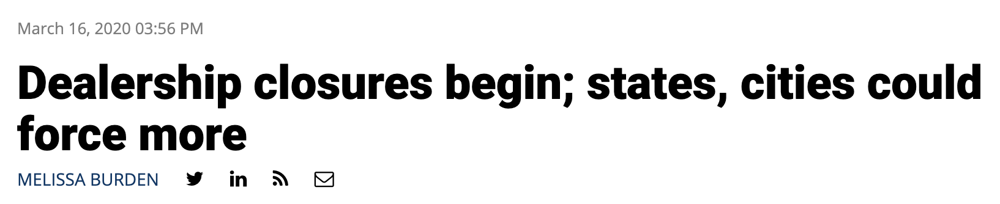 March 16, 2020 03:56 PM
Dealership closures begin; states, cities could
force more
MELISSA BURDEN